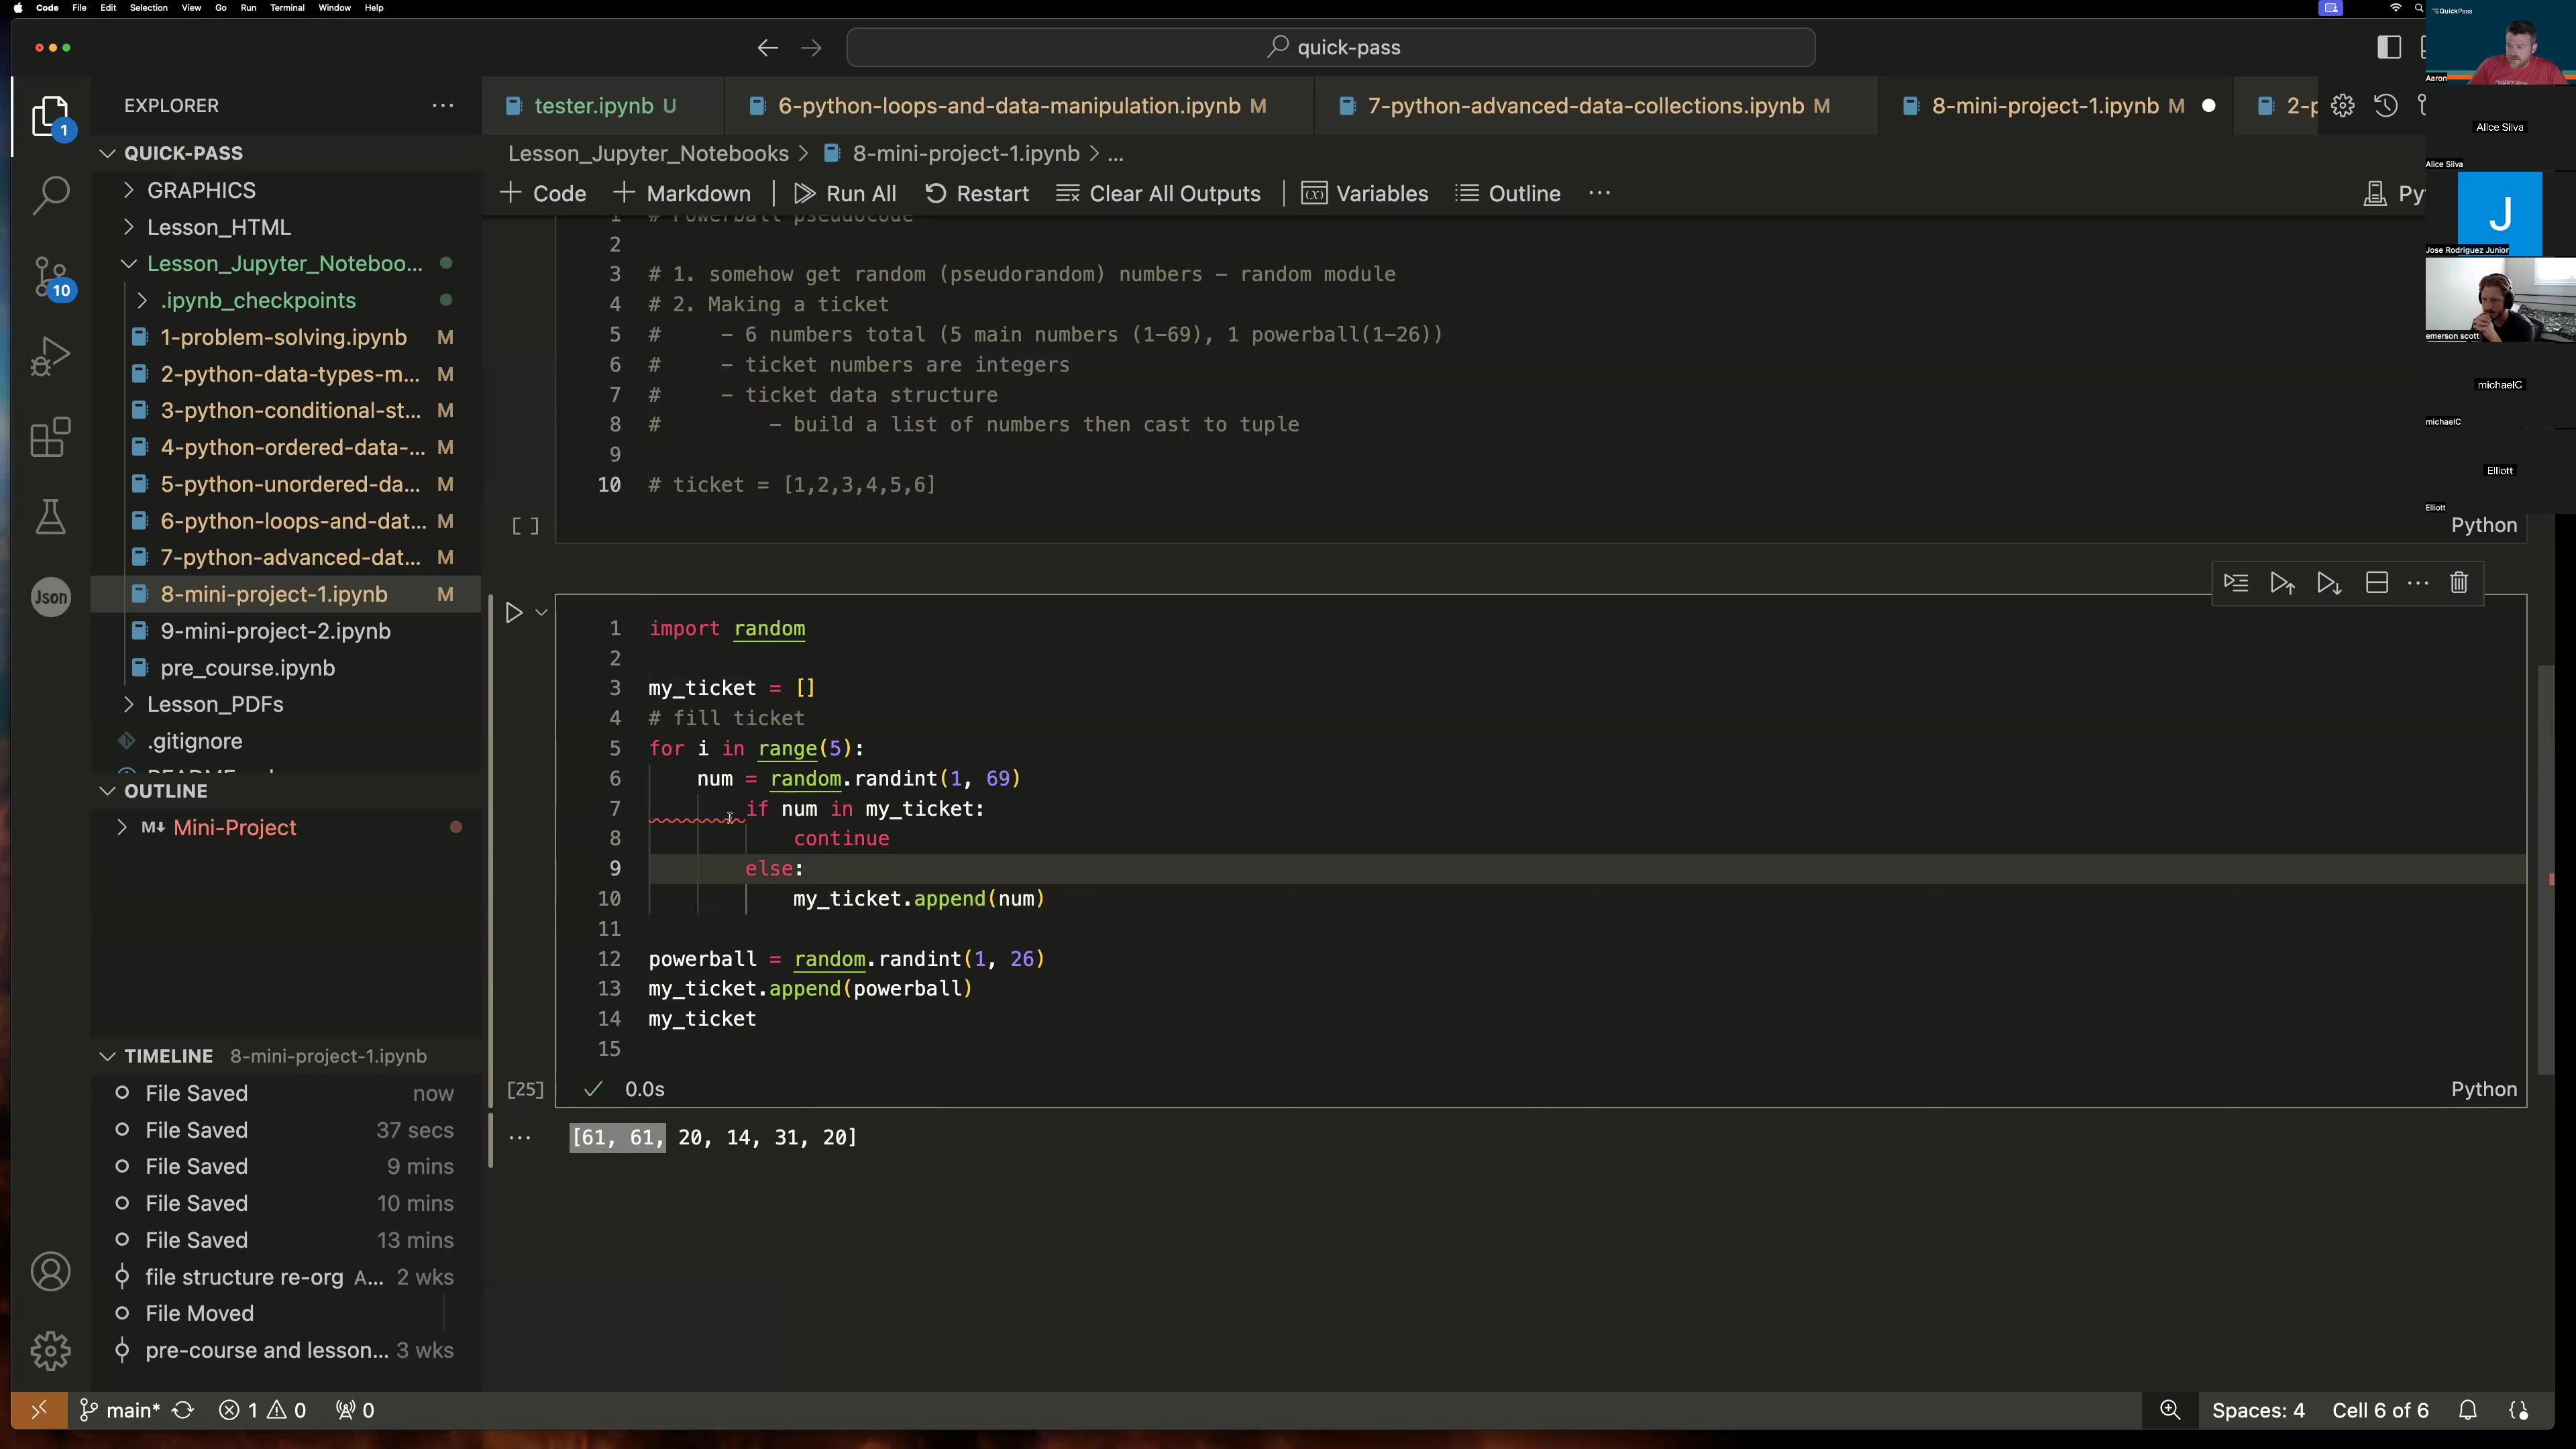 Code File Edit Selection View Go Run Terminal Window Help
quick-pass
EXPLORER
1
QUICK-PASS
GRAPHICS
Lesson_HTML
Lesson_Jupyter_Noteboo...
.ipynb_checkpoints
10
1-problem-solving.ipynb M
2-python-data-types-m... M
3-python-conditional-st... M
4-python-ordered-data-... M
5-python-unordered-da... M
6-python-loops-and-dat... M
7-python-advanced-dat... M
8-mini-project-1.ipynb M
Json
9-mini-project-2.ipynb
pre_course.ipynb
Lesson_PDFs
.gitignore
OUTLINE
M↓ Mini-Project
TIMELINE 8-mini-project-1.ipynb
File Saved now
File Saved 37 secs
File Saved 9 mins
File Saved 10 mins
File Saved 13 mins
file structure re-org A... 2 wks
File Moved
pre-course and lesson... 3 wks
tester.ipynb U 6-python-loops-and-data-manipulation.ipynb M 7-python-advanced-data-collections.ipynb M 8-mini-project-1.ipynb M 2-p
Lesson_Jupyter_Notebooks > 8-mini-project-1.ipynb > ...
+ Code + Markdown | Run All Restart Clear All Outputs | Variables Outline ... Py
1 # Powerball pseudocode
2
3 # 1. somehow get random (pseudorandom) numbers - random module
4 # 2. Making a ticket
5 # - 6 numbers total (5 main numbers (1-69), 1 powerball(1-26))
6 # - ticket numbers are integers
7 # - ticket data structure
8 # - build a list of numbers then cast to tuple
9
10 # ticket = [1,2,3,4,5,6]
[ ] Python
1 import random
2
3 my_ticket = []
4 # fill ticket
5 for i in range(5):
6 num = random.randint(1, 69)
7 if num in my_ticket:
8 continue
9 else:
10 my_ticket.append(num)
11
12 powerball = random.randint(1, 26)
13 my_ticket.append(powerball)
14 my_ticket
15
[25] ✓ 0.0s Python
... [61, 61, 20, 14, 31, 20]
QuickPass
Aaron
Alice Silva
Alice Silva
J
Jose Rodriguez Junior
emerson scott
michaelC
michaelC
Elliott
Elliott
main* 1 0 0 Spaces: 4 Cell 6 of 6